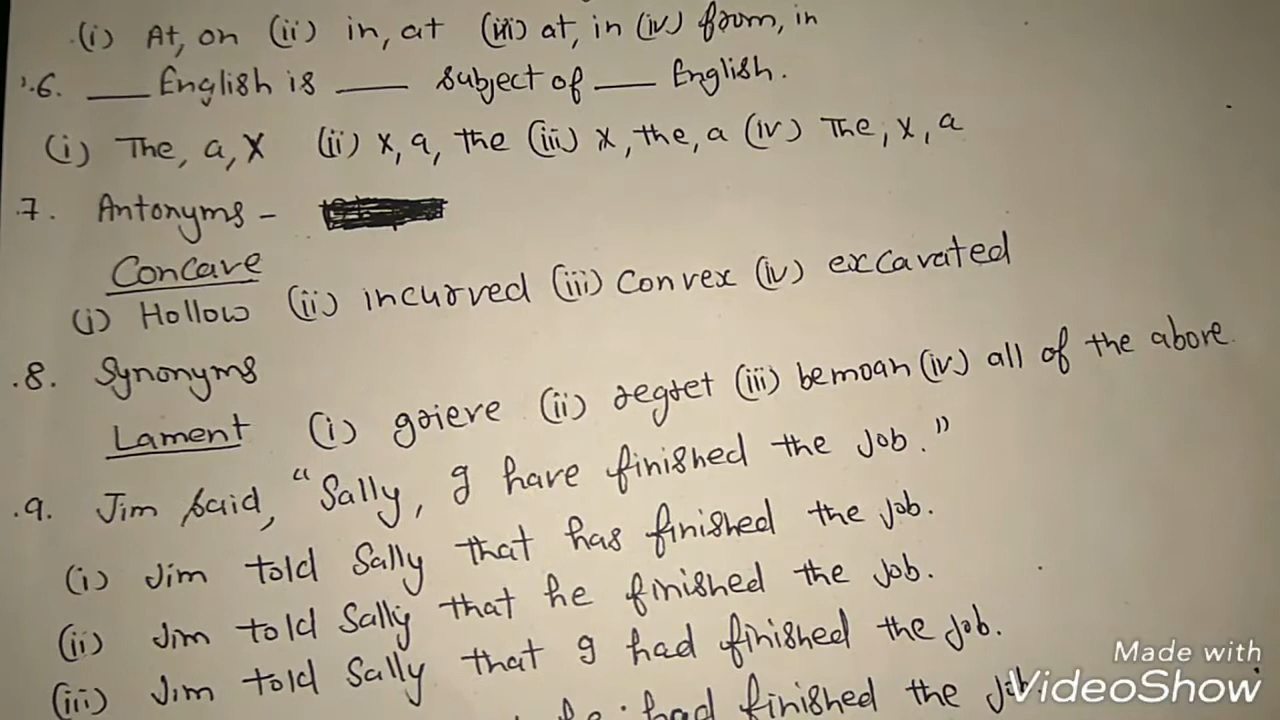 (i) At, on (ii) in, at (iii) at, in (iv) from, in
.6. ___ English is ___ subject of ___ English.
(i) The, a, X (ii) X, a, the (iii) X, the, a (iv) The, X, a
.7. Antonyms -
Concave
(i) Hollow (ii) incurved (iii) Convex (iv) excavated
.8. Synonyms
Lament (i) grieve (ii) regret (iii) bemoan (iv) all of the above.
.9. Jim said, "Sally, I have finished the job."
(i) Jim told Sally that has finished the job.
(ii) Jim told Sally that he finished the job.
(iii) Jim told Sally that I had finished the job.
he had finished the job
Made with
VideoShow